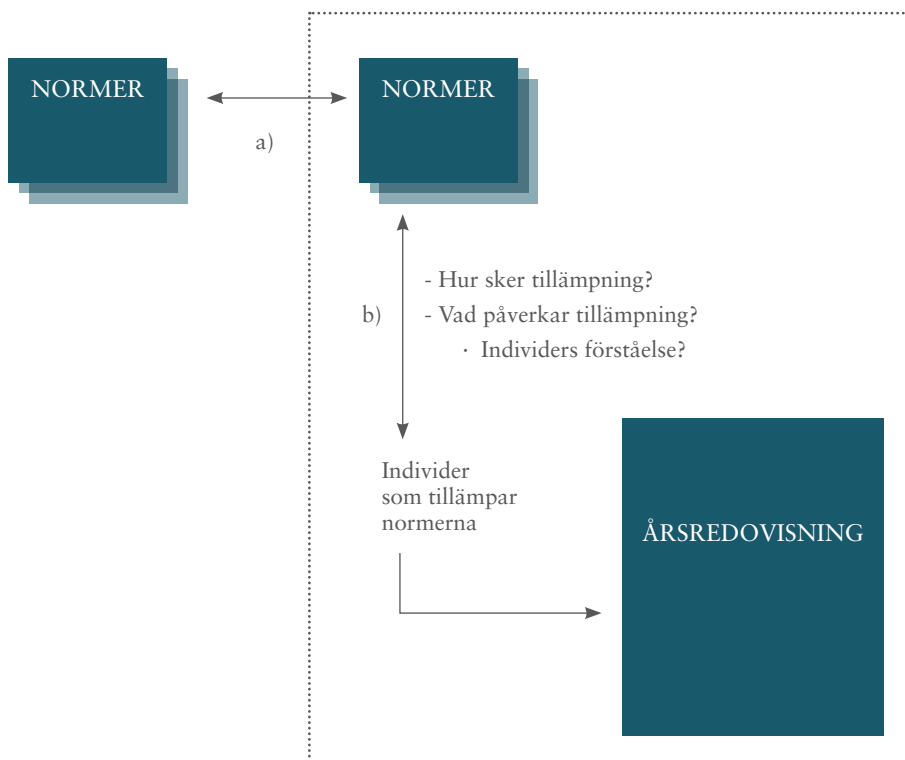 NORMER
NORMER
a)
- Hur sker tillämpning?
b)
- Vad påverkar tillämpning?
· Individers förståelse?
Individer
som tillämpar
normerna
ÅRSREDOVISNING